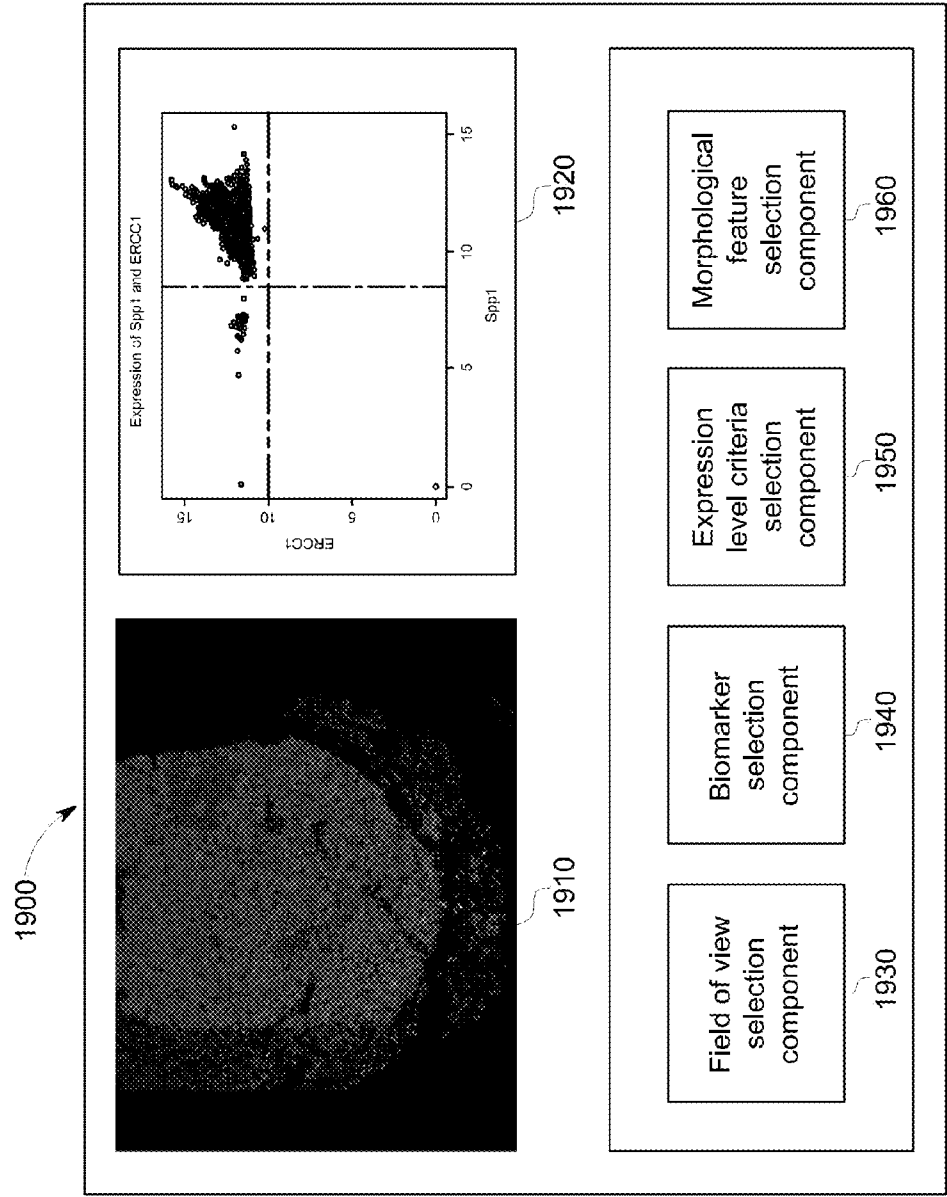 1900
Expression of Spp1 and ERCC1
ERCC1
15
10
5
0
0
5
10
15
Spp1
1910
1920
Field of view
selection
component
Biomarker
selection
component
Expression
level criteria
selection
component
Morphological
feature
selection
component
1930
1940
1950
1960